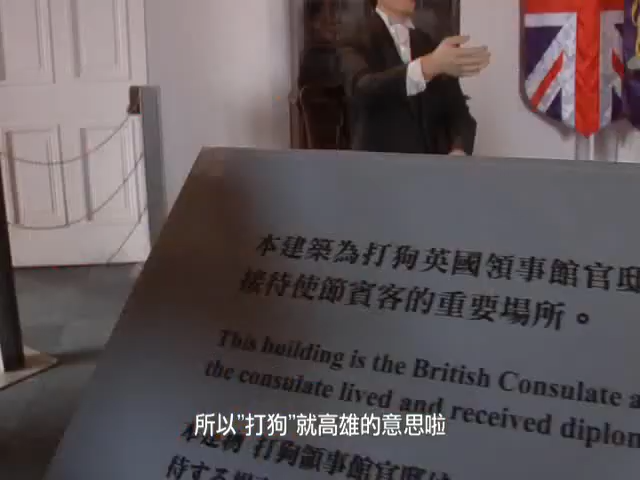 本建築為打狗英國領事館官邸
接待使節賓客的重要場所。
This building is the British Consulate a
the consulate lived and received diplom
所以"打狗"就高雄的意思啦
本建物 打狗領事館官邸
待する